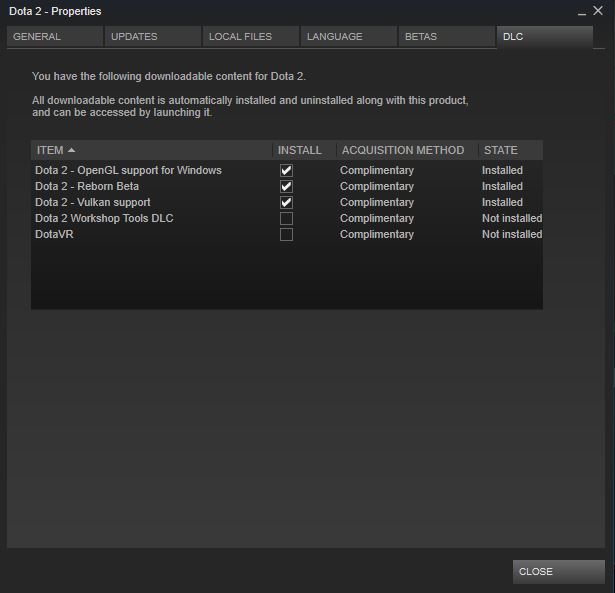 Dota 2 - Properties
GENERAL UPDATES LOCAL FILES LANGUAGE BETAS DLC
You have the following downloadable content for Dota 2.
All downloadable content is automatically installed and uninstalled along with this product,
and can be accessed by launching it.
ITEM INSTALL ACQUISITION METHOD STATE
Dota 2 - OpenGL support for Windows Complimentary Installed
Dota 2 - Reborn Beta Complimentary Installed
Dota 2 - Vulkan support Complimentary Installed
Dota 2 Workshop Tools DLC Complimentary Not installed
DotaVR Complimentary Not installed
CLOSE